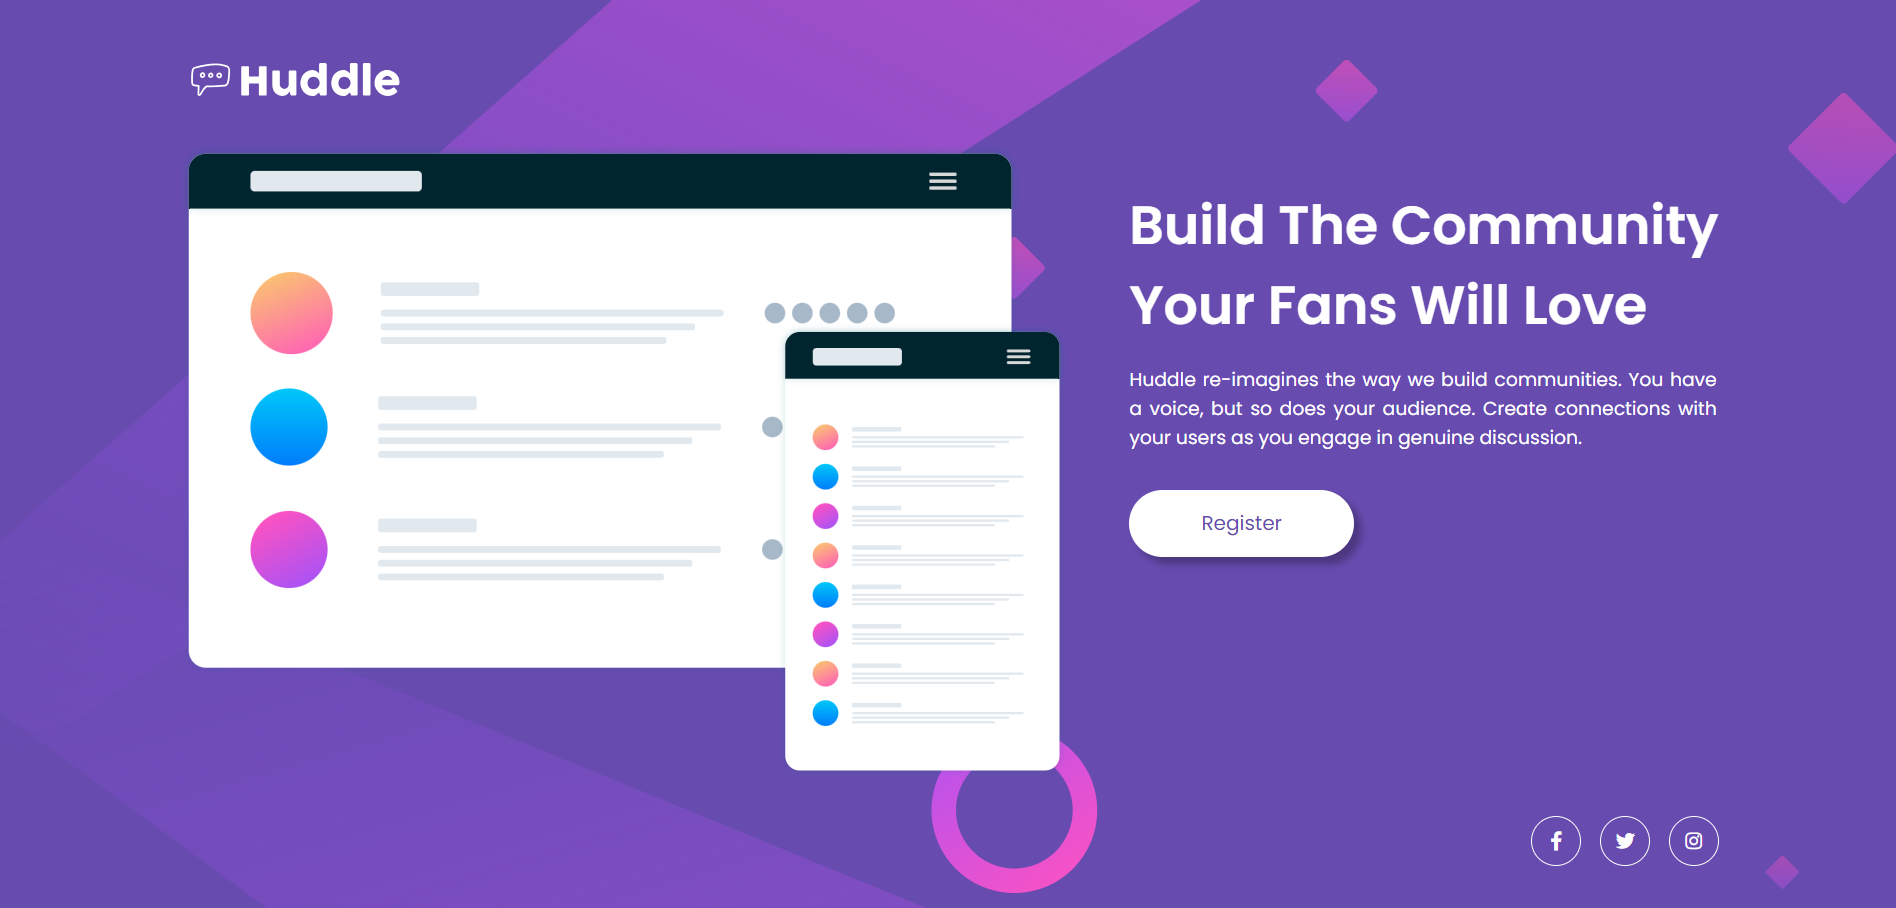 Huddle
Build The Community
Your Fans Will Love
Huddle re-imagines the way we build communities. You have
a voice, but so does your audience. Create connections with
your users as you engage in genuine discussion.
Register